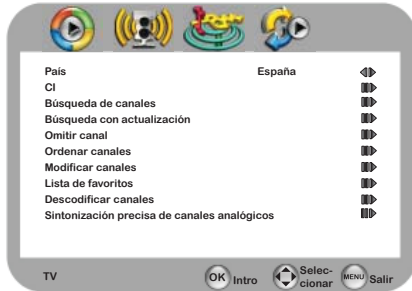 País España
CI
Búsqueda de canales
Búsqueda con actualización
Omitir canal
Ordenar canales
Modificar canales
Lista de favoritos
Descodificar canales
Sintonización precisa de canales analógicos
TV OK Intro Selec-
cionar MENU Salir